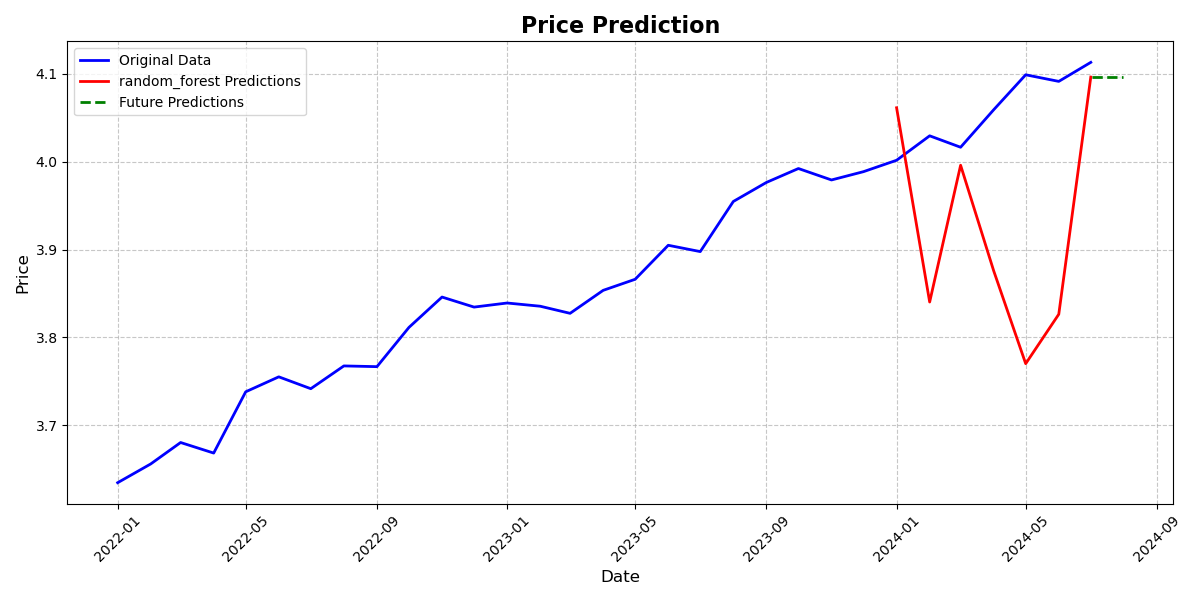 Price Prediction
Original Data
random_forest Predictions
Future Predictions
Price
4.1
4.0
3.9
3.8
3.7
2022-01
2022-05
2022-09
2023-01
2023-05
2023-09
2024-01
2024-05
2024-09
Date